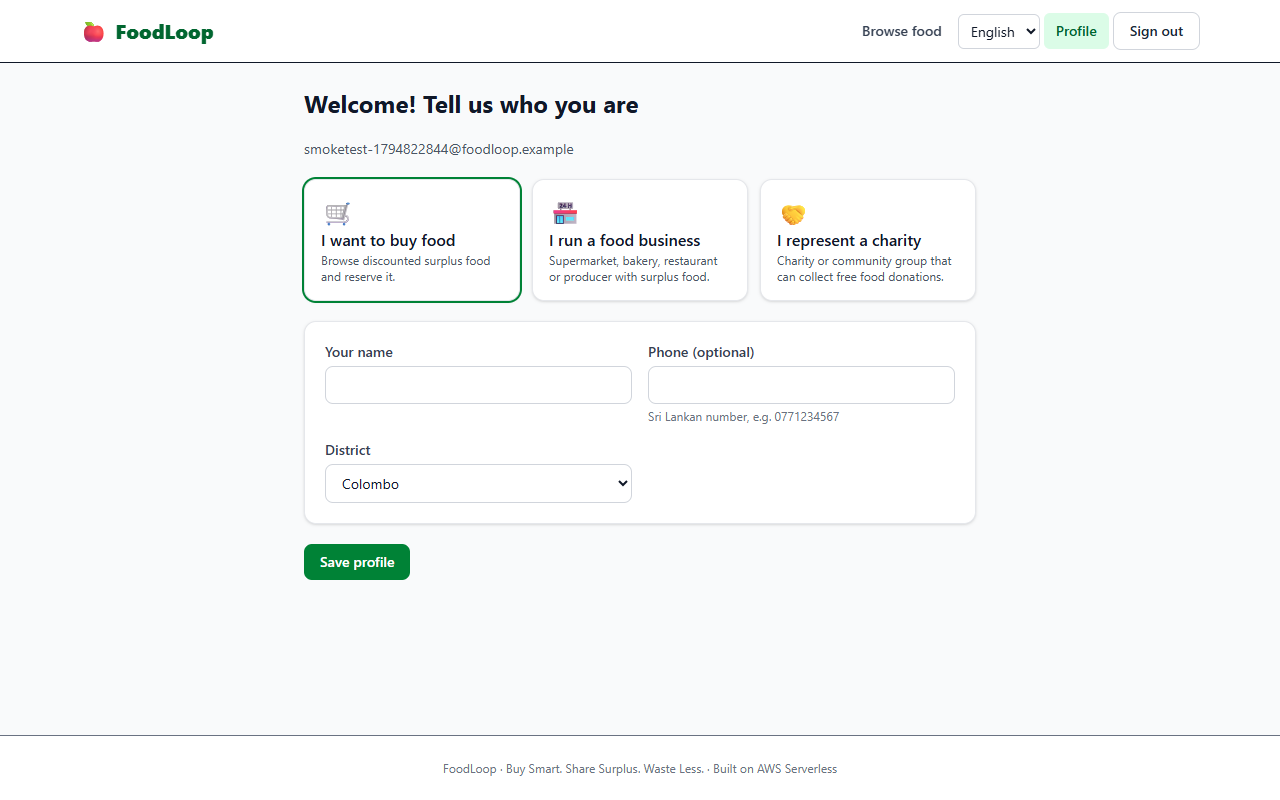 FoodLoop
Browse food
English
Profile
Sign out
Welcome! Tell us who you are
smoketest-1794822844@foodloop.example
I want to buy food
Browse discounted surplus food
and reserve it.
24 H
I run a food business
Supermarket, bakery, restaurant
or producer with surplus food.
I represent a charity
Charity or community group that
can collect free food donations.
Your name
Phone (optional)
Sri Lankan number, e.g. 0771234567
District
Colombo
Save profile
FoodLoop · Buy Smart. Share Surplus. Waste Less. · Built on AWS Serverless